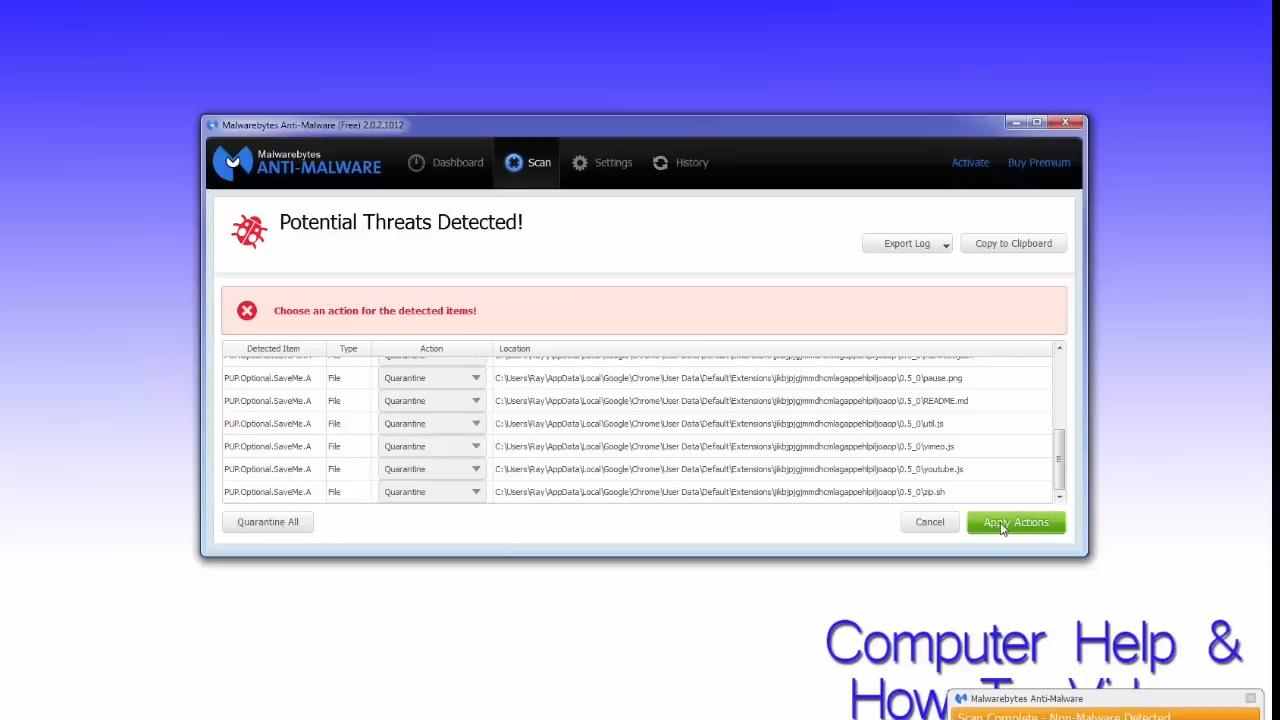 Malwarebytes Anti-Malware (Free) 2.0.2.1012
Malwarebytes
ANTI-MALWARE
Dashboard
Scan
Settings
History
Activate
Buy Premium
Potential Threats Detected!
Export Log
Copy to Clipboard
Choose an action for the detected items!
Detected Item Type Action Location
PUP.Optional.SaveMe.A File Quarantine C:\Users\Ray\AppData\Local\Google\Chrome\User Data\Default\Extensions\jikbjpjgjmmdhcmlagappehlpiljoaop\0.5_0\pause.png
PUP.Optional.SaveMe.A File Quarantine C:\Users\Ray\AppData\Local\Google\Chrome\User Data\Default\Extensions\jikbjpjgjmmdhcmlagappehlpiljoaop\0.5_0\README.md
PUP.Optional.SaveMe.A File Quarantine C:\Users\Ray\AppData\Local\Google\Chrome\User Data\Default\Extensions\jikbjpjgjmmdhcmlagappehlpiljoaop\0.5_0\util.js
PUP.Optional.SaveMe.A File Quarantine C:\Users\Ray\AppData\Local\Google\Chrome\User Data\Default\Extensions\jikbjpjgjmmdhcmlagappehlpiljoaop\0.5_0\vimeo.js
PUP.Optional.SaveMe.A File Quarantine C:\Users\Ray\AppData\Local\Google\Chrome\User Data\Default\Extensions\jikbjpjgjmmdhcmlagappehlpiljoaop\0.5_0\youtube.js
PUP.Optional.SaveMe.A File Quarantine C:\Users\Ray\AppData\Local\Google\Chrome\User Data\Default\Extensions\jikbjpjgjmmdhcmlagappehlpiljoaop\0.5_0\zip.sh
Quarantine All
Cancel
Apply Actions
Computer Help &
How To
Malwarebytes Anti-Malware
Scan Complete - Non-Malware Detected